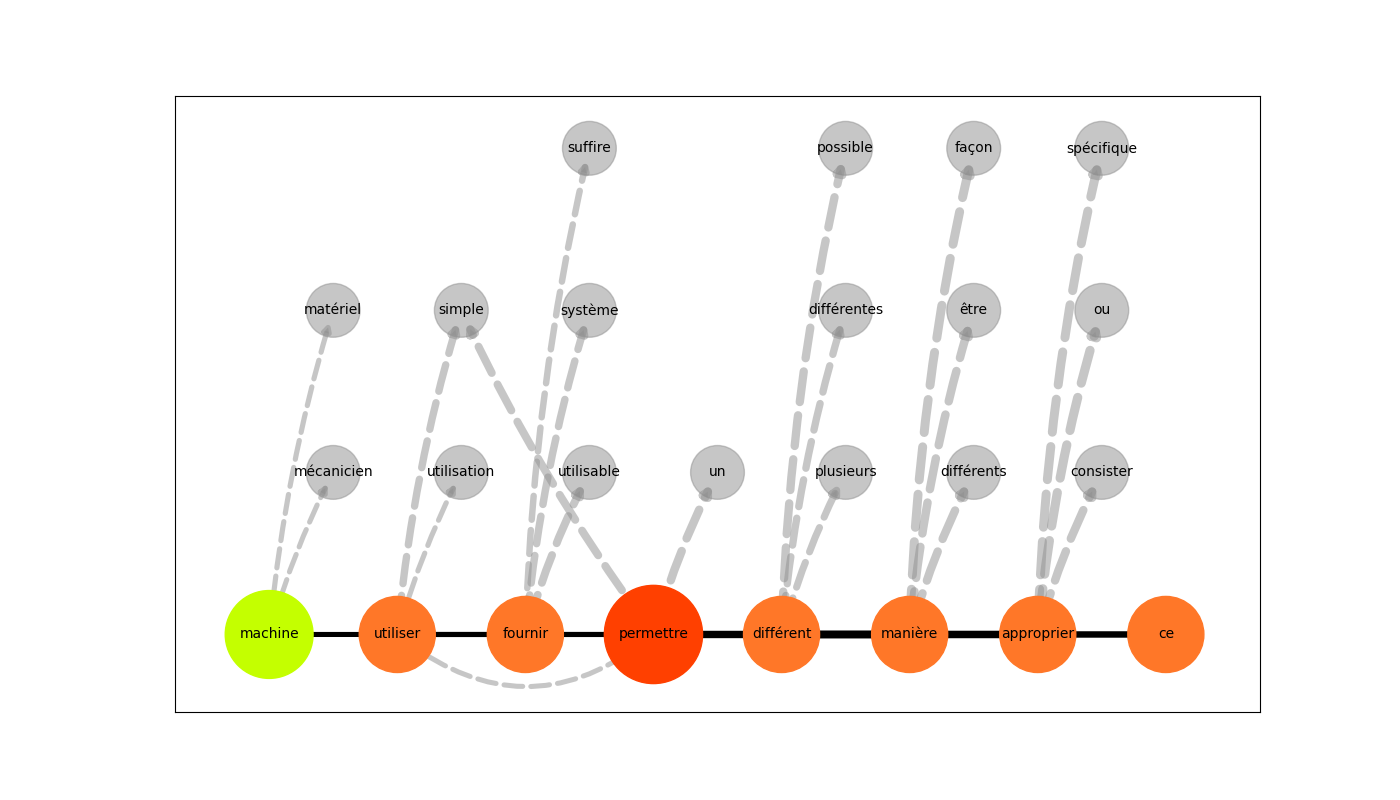 suffire possible façon spécifique
matériel simple système différentes être ou
mécanicien utilisation utilisable un plusieurs différents consister
machine utiliser fournir permettre différent manière approprier ce